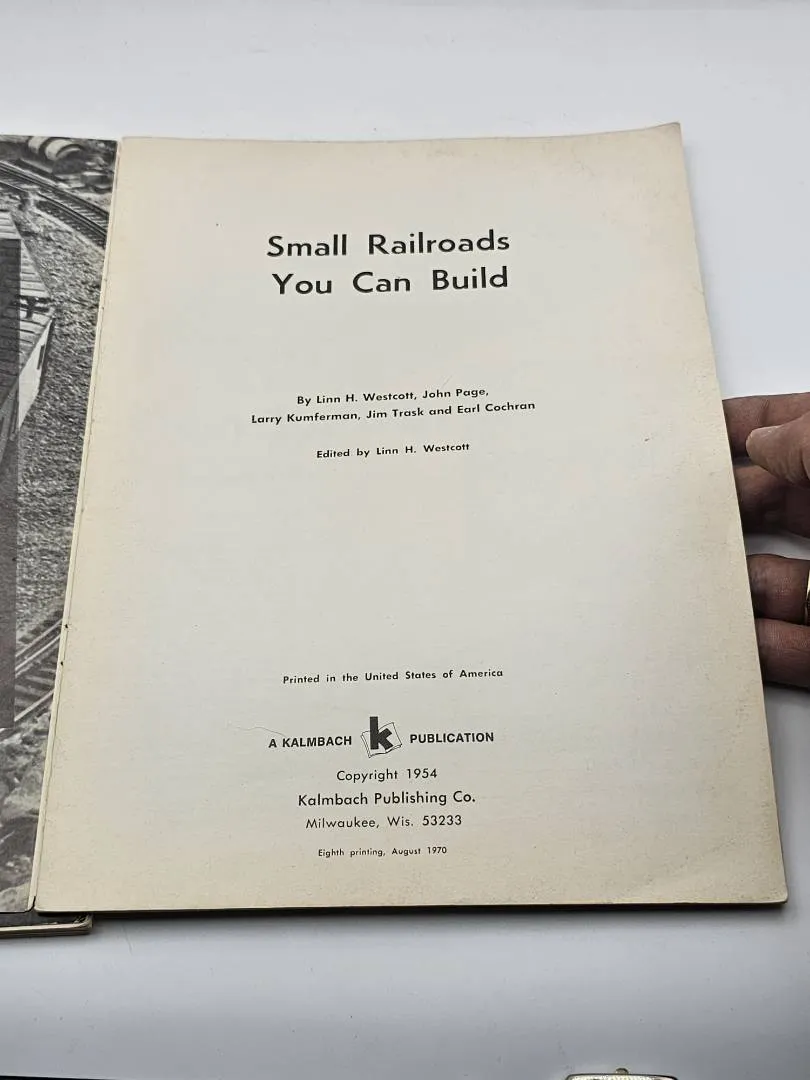 Small Railroads
You Can Build
By Linn H. Westcott, John Page,
Larry Kumferman, Jim Trask and Earl Cochran
Edited by Linn H. Westcott
Printed in the United States of America
A KALMBACH k PUBLICATION
Copyright 1954
Kalmbach Publishing Co.
Milwaukee, Wis. 53233
Eighth printing, August 1970